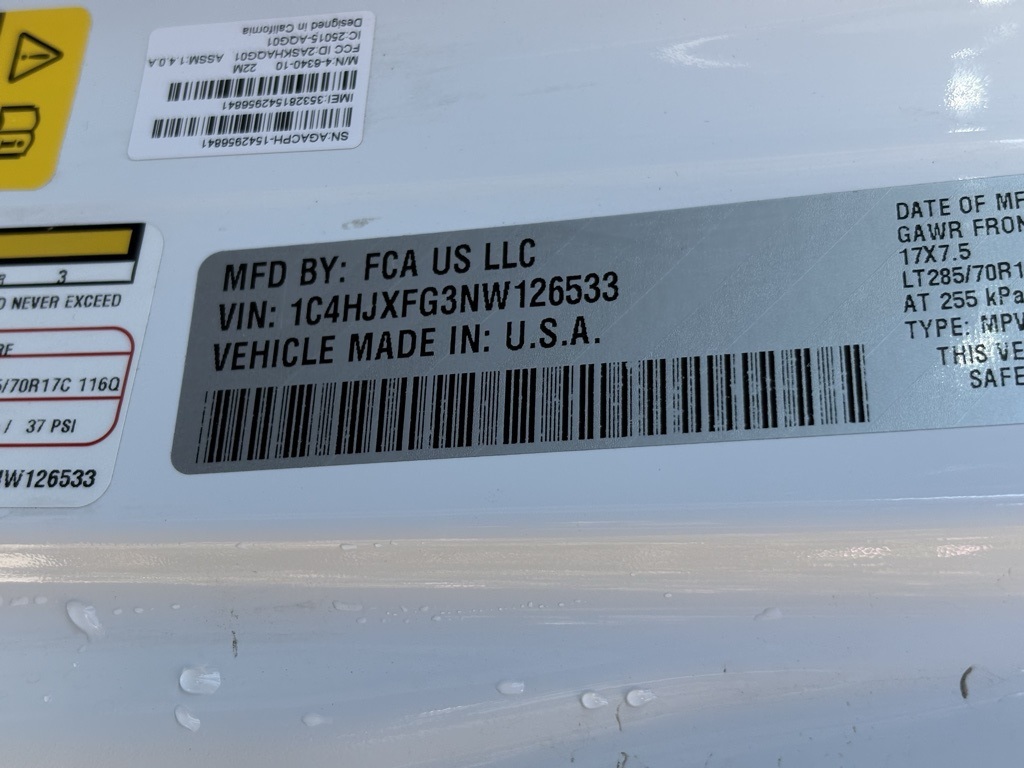 Designed in California
IC:25015-AQG01
FCC ID:2ASKHAQG01 ASSM:1.4.0.A
M/N:4-6340-10 22M
IMEI:353281542956841
SN:AGACPH-1542956841
3
NEVER EXCEED
/70R17C 116Q
/ 37 PSI
W126533
MFD BY: FCA US LLC
VIN: 1C4HJXFG3NW126533
VEHICLE MADE IN: U.S.A.
DATE OF MF
GAWR FRON
17X7.5
LT285/70R1
AT 255 kPa
TYPE: MPV
THIS VE
SAFE